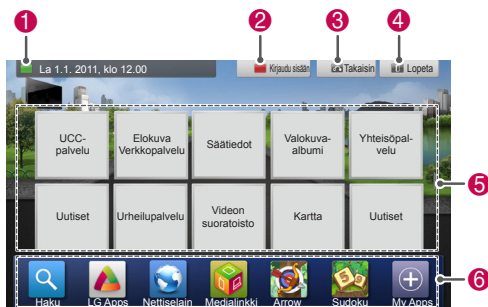 1
2
3
4
La 1.1. 2011, klo 12.00
Kirjaudu sisään
Takaisin
Lopeta
UCC-
palvelu
Elokuva
Verkkopalvelu
Säätiedot
Valokuva-
albumi
Yhteisöpal-
velu
5
Uutiset
Urheilupalvelu
Videon
suoratoisto
Kartta
Uutiset
6
Haku
LG Apps
Nettiselain
Medialinkki
Arrow
Sudoku
My Apps